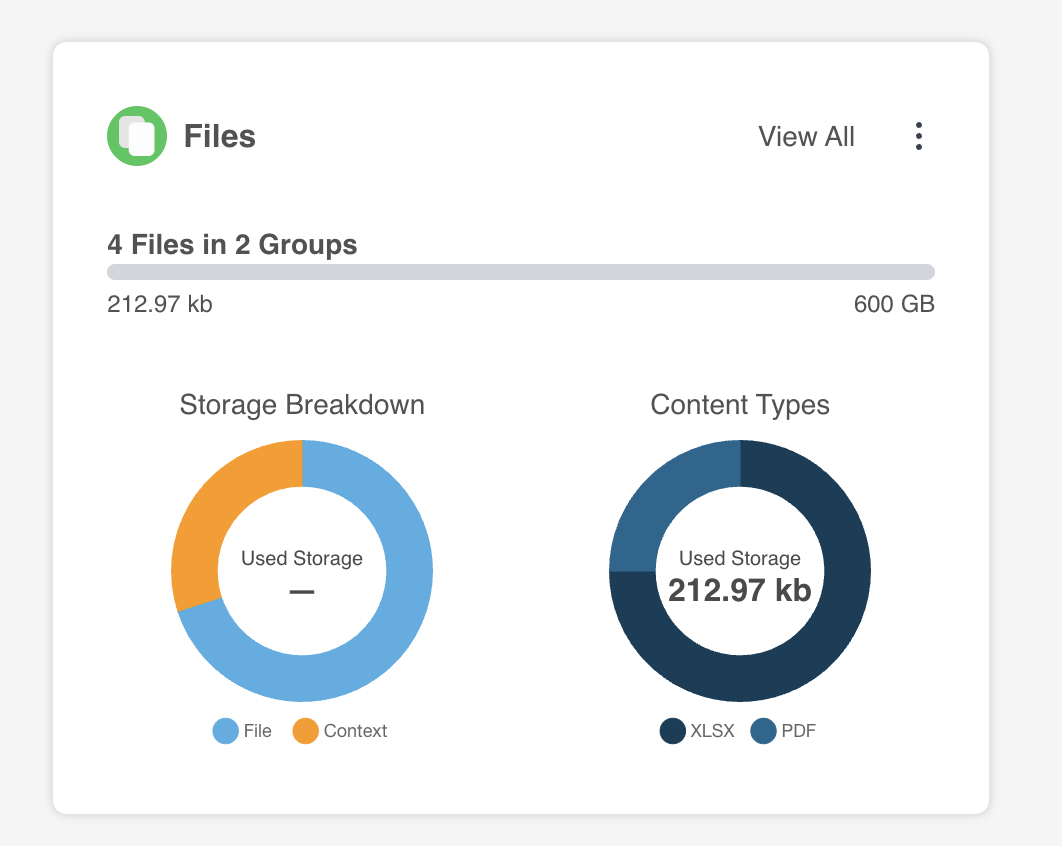 Files
View All
4 Files in 2 Groups
212.97 kb
600 GB
Storage Breakdown
Content Types
Used Storage
—
Used Storage
212.97 kb
File
Context
XLSX
PDF